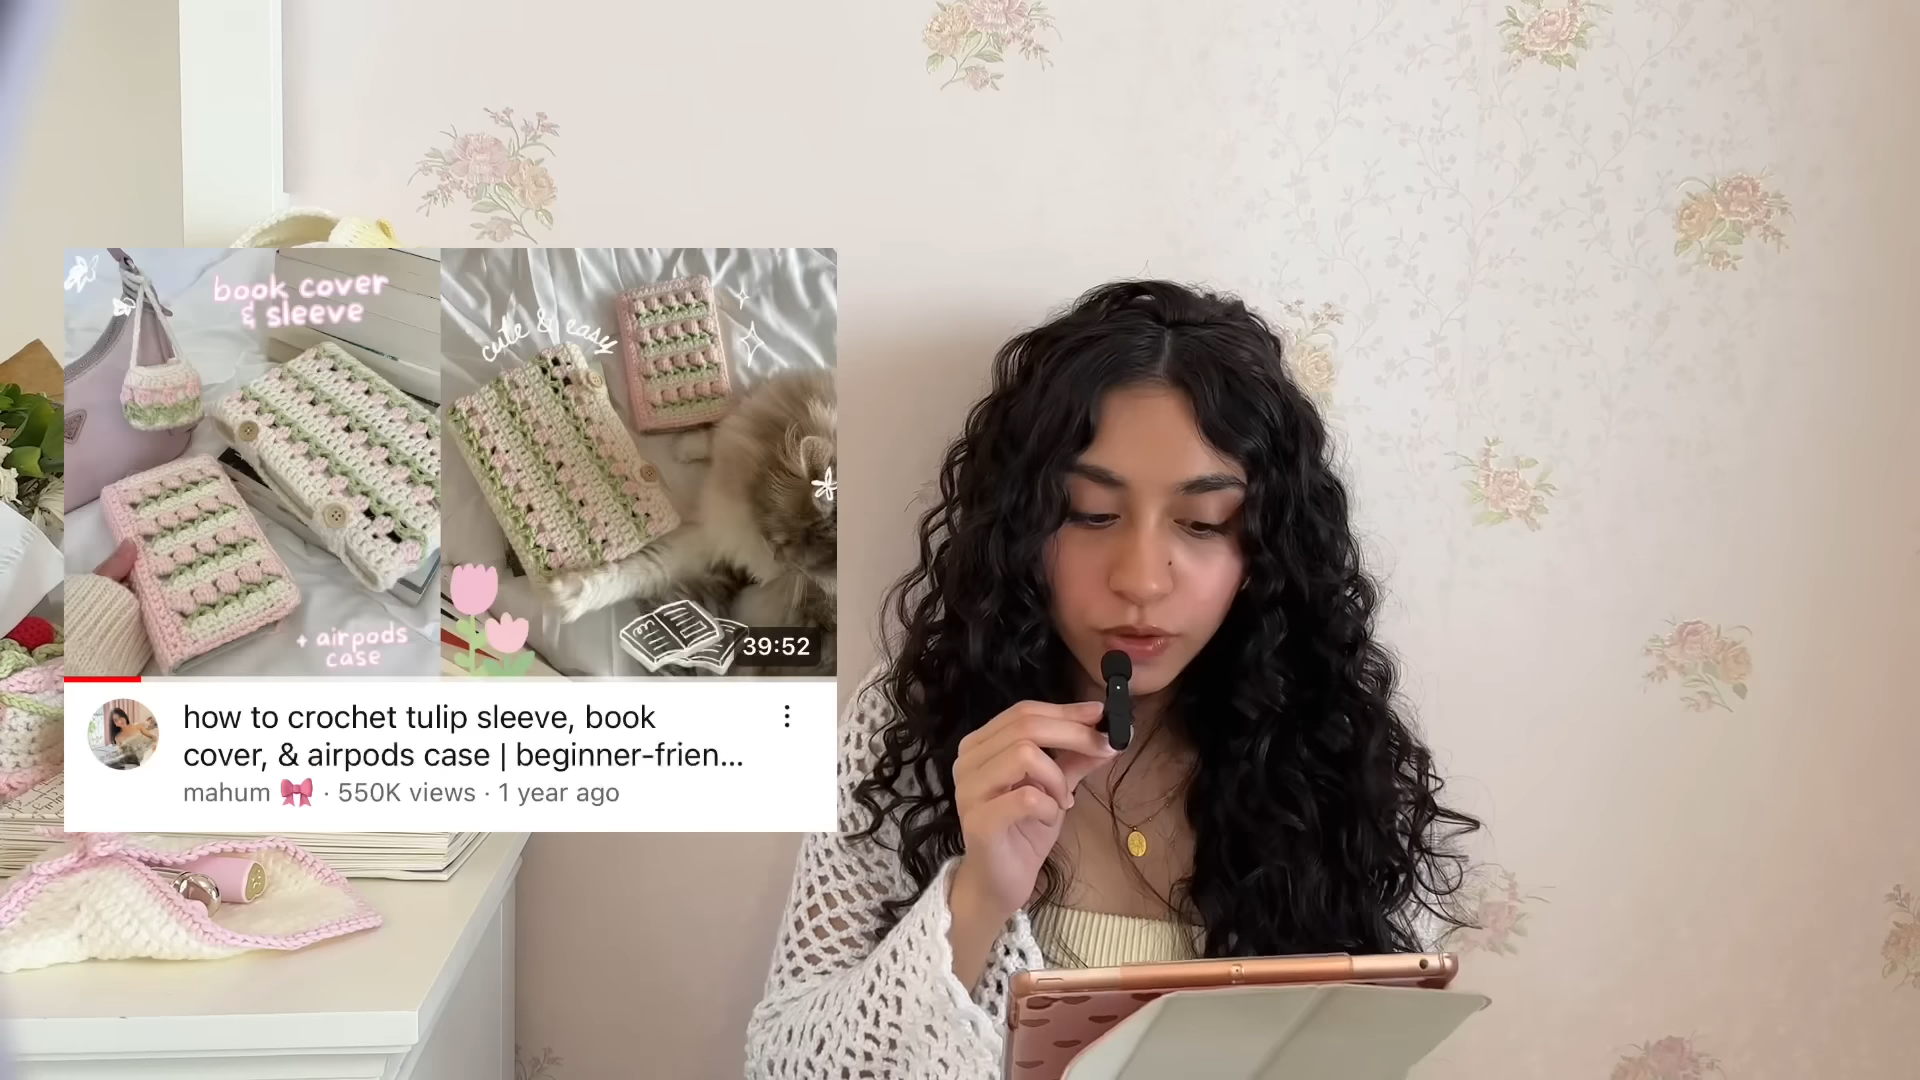 book cover
& sleeve
cute & easy
+ airpods
case
39:52
how to crochet tulip sleeve, book
cover, & airpods case | beginner-frien...
mahum 🎀 · 550K views · 1 year ago